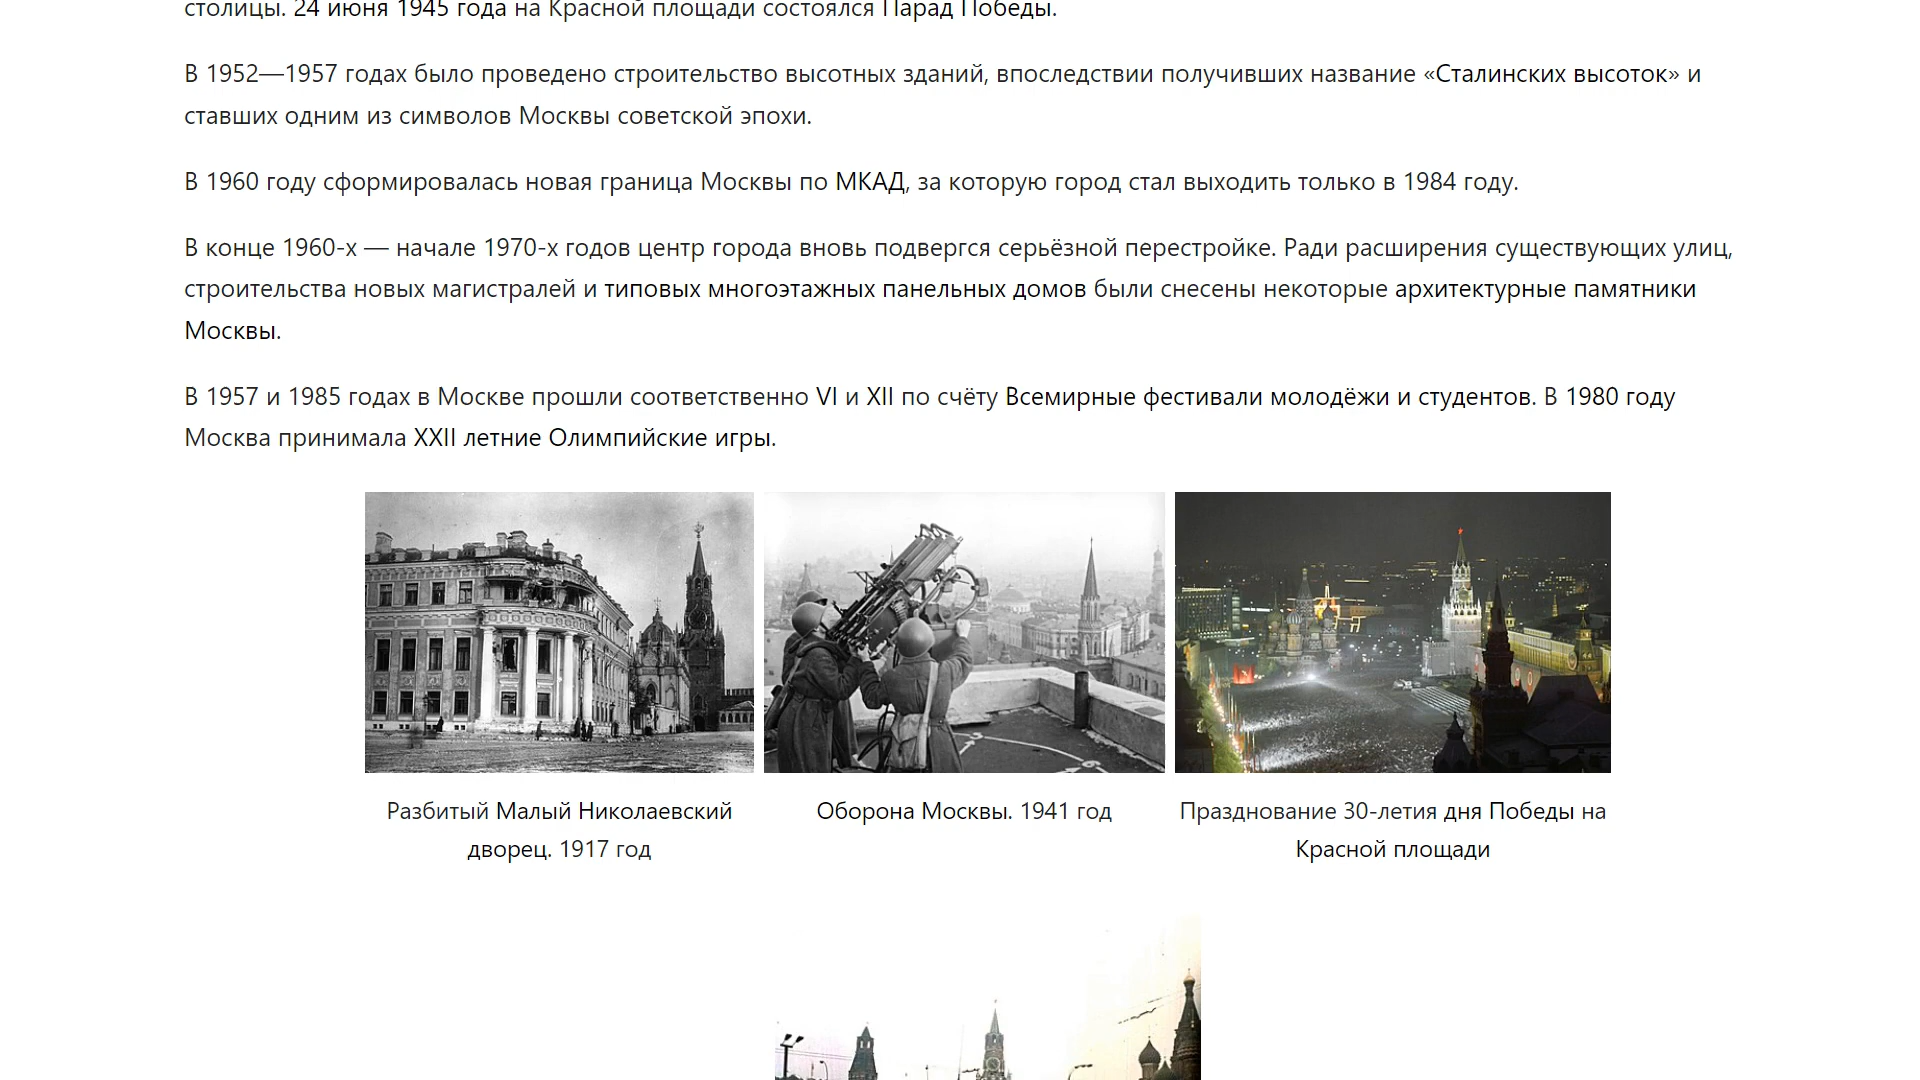 столицы. 24 июня 1945 года на Красной площади состоялся Парад Победы.
В 1952—1957 годах было проведено строительство высотных зданий, впоследствии получивших название «Сталинских высоток» и
ставших одним из символов Москвы советской эпохи.
В 1960 году сформировалась новая граница Москвы по МКАД, за которую город стал выходить только в 1984 году.
В конце 1960-х — начале 1970-х годов центр города вновь подвергся серьёзной перестройке. Ради расширения существующих улиц,
строительства новых магистралей и типовых многоэтажных панельных домов были снесены некоторые архитектурные памятники
Москвы.
В 1957 и 1985 годах в Москве прошли соответственно VI и XII по счёту Всемирные фестивали молодёжи и студентов. В 1980 году
Москва принимала XXII летние Олимпийские игры.
Разбитый Малый Николаевский
дворец. 1917 год
Оборона Москвы. 1941 год
Празднование 30-летия дня Победы на
Красной площади